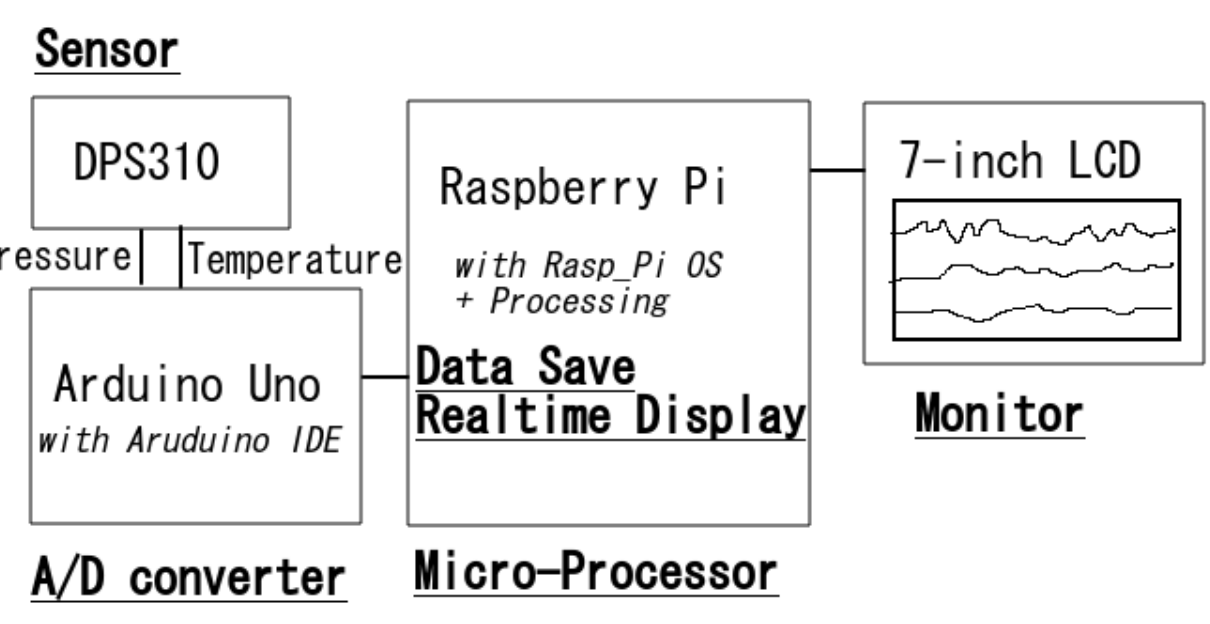 Sensor
DPS310
ressure
Temperature
Arduino Uno
with Aruduino IDE
A/D converter
Raspberry Pi
with Rasp_Pi OS
+ Processing
Data Save
Realtime Display
Micro-Processor
7-inch LCD
Monitor